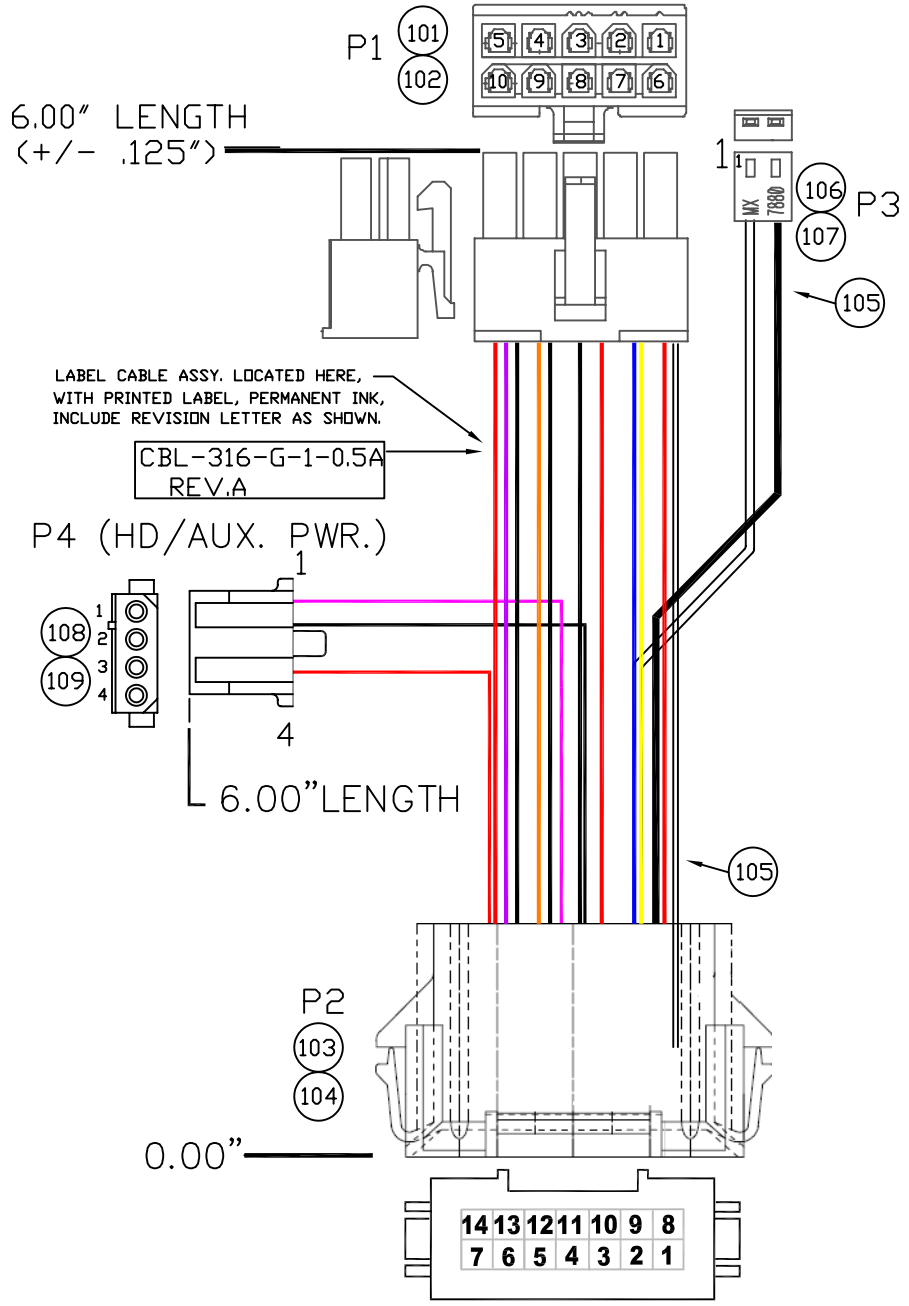 P1
101
102
5 4 3 2 1
10 9 8 7 6
6.00" LENGTH
(+/- .125")
1
1
MX
7880
106
107
P3
105
LABEL CABLE ASSY. LOCATED HERE,
WITH PRINTED LABEL, PERMANENT INK,
INCLUDE REVISION LETTER AS SHOWN.
CBL-316-G-1-0.5A
REV.A
P4 (HD/AUX. PWR.)
1
108
109
1
2
3
4
4
6.00"LENGTH
105
P2
103
104
0.00"
14 13 12 11 10 9 8
7 6 5 4 3 2 1